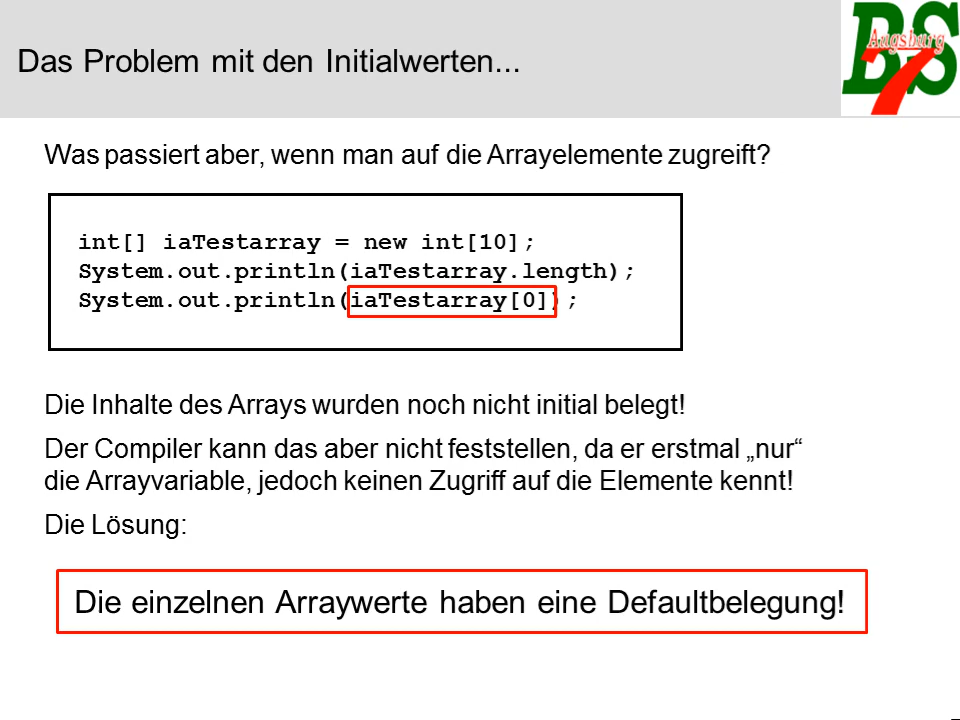 Das Problem mit den Initialwerten...
BS
Augsburg
7
Was passiert aber, wenn man auf die Arrayelemente zugreift?
int[] iaTestarray = new int[10];
System.out.println(iaTestarray.length);
System.out.println(iaTestarray[0]);
Die Inhalte des Arrays wurden noch nicht initial belegt!
Der Compiler kann das aber nicht feststellen, da er erstmal „nur“
die Arrayvariable, jedoch keinen Zugriff auf die Elemente kennt!
Die Lösung:
Die einzelnen Arraywerte haben eine Defaultbelegung!